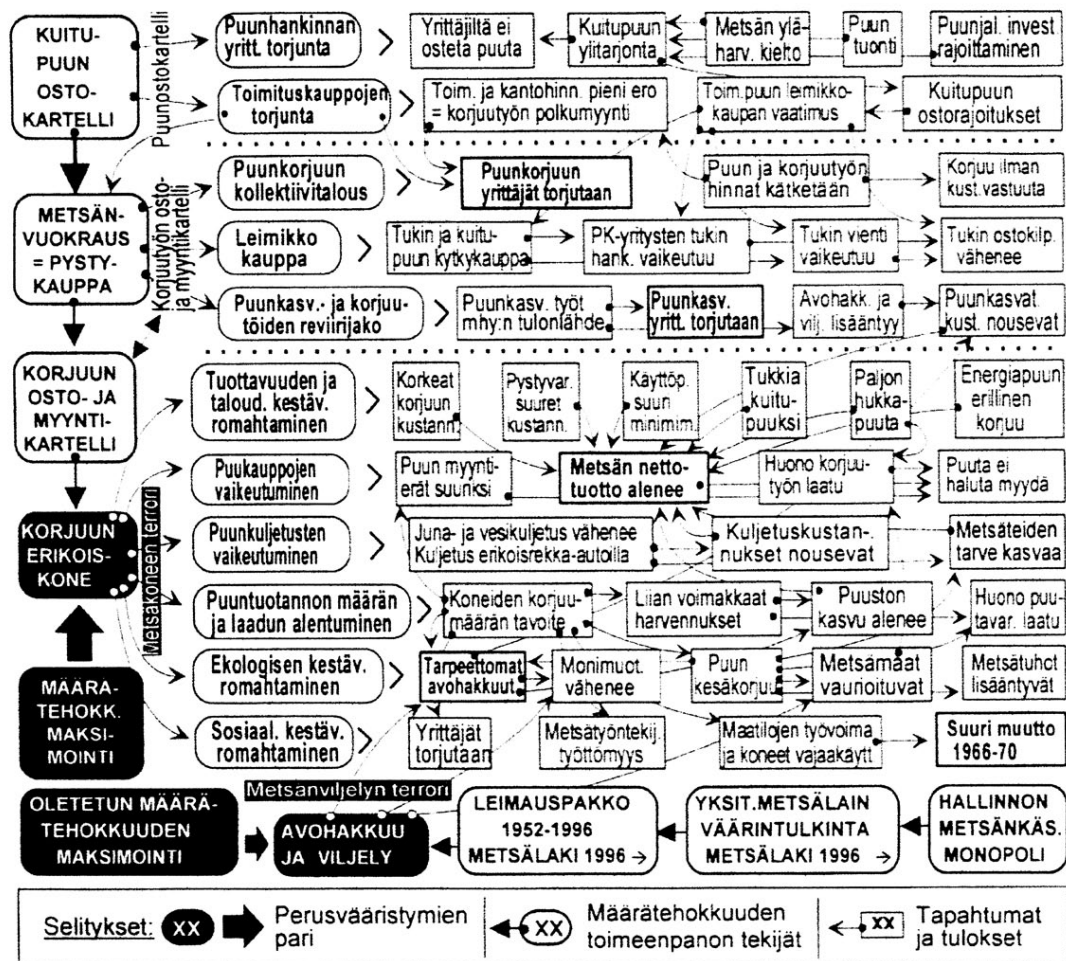 KUITU-
PUUN
OSTO-
KARTELLI
Puunostokartelli
Puunhankinnan
yritt. torjunta
Yrittäjiltä ei
osteta puuta
Kuitupuun
ylitarjonta
Metsän ylä-
harv. kielto
Puun
tuonti
Puunjal. invest
rajoittaminen
Toimituskauppojen
torjunta
Toim. ja kantohinn. pieni ero
= korjuutyön polkumyynti
Toim.puun leimikko-
kaupan vaatimus
Kuitupuun
ostorajoitukset
METSÄN-
VUOKRAUS
= PYSTY-
KAUPPA
Korjuutyön osto-
ja myyntikartelli
Puunkorjuun
kollektiivitalous
Puunkorjuun
yrittäjät torjutaan
Puun ja korjuutyön
hinnat kätketään
Korjuu ilman
kust.vastuuta
Leimikko
kauppa
Tukin ja kuitu-
puun kytkykauppa
PK-yritysten tukin
hank. vaikeutuu
Tukin vienti
vaikeutuu
Tukin ostokilp.
vähenee
Puunkasv.- ja korjuu-
töiden reviirijako
Puunkasv. työt
mhy:n tulonlähde
Puunkasv.
yritt. torjutaan
Avohakk. ja
vilj. lisääntyy
Puunkasvat.
kust. nousevat
KORJUUN
OSTO- JA
MYYNTI-
KARTELLI
Tuottavuuden ja
taloud. kestäv.
romahtaminen
Korkeat
korjuun
kustann.
Pystyvar.
suuret
kustann.
Käyttöp.
suun
minimim.
Tukkia
kuitu-
puuksi
Paljon
hukka-
puuta
Energiapuun
erillinen
korjuu
Puukauppojen
vaikeutuminen
Puun myynti-
erät suuriksi
Metsän netto-
tuotto alenee
Huono korjuu-
työn laatu
Puuta ei
haluta myydä
KORJUUN
ERIKOIS-
KONE
Metsäkoneen terrori
Puunkuljetusten
vaikeutuminen
Juna- ja vesikuljetus vähenee
Kuljetus erikoisrekka-autoilla
Kuljetuskustan-
nukset nousevat
Metsäteiden
tarve kasvaa
Puuntuotannon määrän
ja laadun alentuminen
Koneiden korjuu-
määrän tavoite
Liian voimakkaat
harvennukset
Puuston
kasvu alenee
Huono puu-
tavar. laatu
MÄÄRÄ-
TEHOKK.
MAKSI-
MOINTI
Ekologisen kestäv.
romahtaminen
Tarpeettomat
avohakkuut
Monimuot.
vähenee
Puun
kesäkorjuu
Metsämaat
vaurioituvat
Metsätuhot
lisääntyvät
Sosiaal. kestäv.
romahtaminen
Yrittäjät
torjutaan
Metsätyöntekij.
työttömyys
Maatilojen työvoima
ja koneet vajaakäytt
Suuri muutto
1966-70
Metsänviljelyn terrori
OLETETUN MÄÄRÄ-
TEHOKKUUDEN
MAKSIMOINTI
AVOHAKKUU
JA VILJELY
LEIMAUSPAKKO
1952-1996
METSÄLAKI 1996 →
YKSIT.METSÄLAIN
VÄÄRINTULKINTA
METSÄLAKI 1996 →
HALLINNON
METSÄNKÄS.
MONOPOLI
Selitykset: XX Perusvääristymien
pari
XX Määrätehokkuuden
toimeenpanon tekijät
XX Tapahtumat
ja tulokset